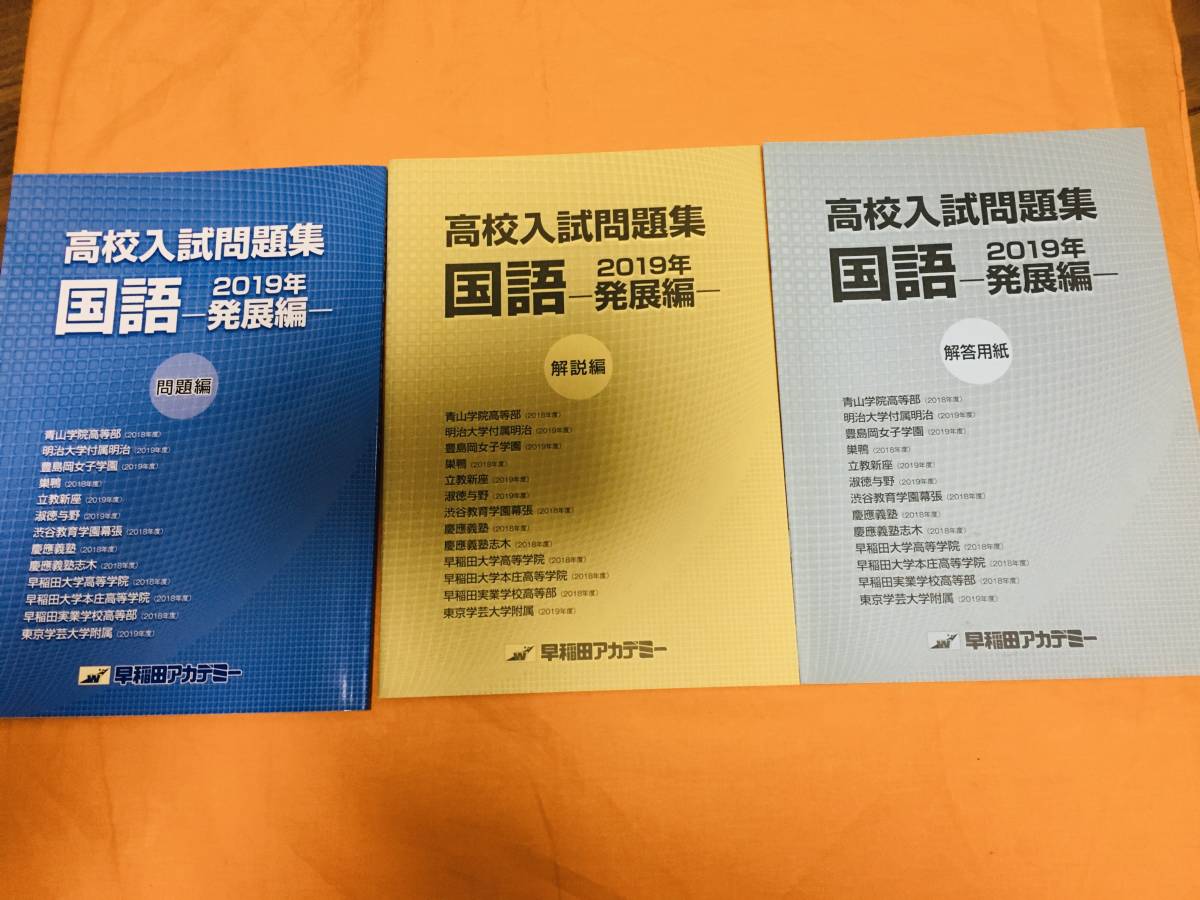 高校入試問題集
国語
2019年
―発展編―
問題編
青山学院高等部(2018年度)
明治大学付属明治(2019年度)
豊島岡女子学園(2019年度)
巣鴨(2018年度)
立教新座(2019年度)
淑徳与野(2019年度)
渋谷教育学園幕張(2018年度)
慶應義塾(2018年度)
慶應義塾志木(2018年度)
早稲田大学高等学院(2018年度)
早稲田大学本庄高等学院(2018年度)
早稲田実業学校高等部(2018年度)
東京学芸大学附属(2019年度)
W 早稲田アカデミー
高校入試問題集
国語
2019年
―発展編―
解説編
青山学院高等部(2018年度)
明治大学付属明治(2019年度)
豊島岡女子学園(2019年度)
巣鴨(2018年度)
立教新座(2019年度)
淑徳与野(2019年度)
渋谷教育学園幕張(2018年度)
慶應義塾(2018年度)
慶應義塾志木(2018年度)
早稲田大学高等学院(2018年度)
早稲田大学本庄高等学院(2018年度)
早稲田実業学校高等部(2018年度)
東京学芸大学附属(2019年度)
W 早稲田アカデミー
高校入試問題集
国語
2019年
―発展編―
解答用紙
青山学院高等部(2018年度)
明治大学付属明治(2019年度)
豊島岡女子学園(2019年度)
巣鴨(2018年度)
立教新座(2019年度)
淑徳与野(2019年度)
渋谷教育学園幕張(2018年度)
慶應義塾(2018年度)
慶應義塾志木(2018年度)
早稲田大学高等学院(2018年度)
早稲田大学本庄高等学院(2018年度)
早稲田実業学校高等部(2018年度)
東京学芸大学附属(2019年度)
W 早稲田アカデミー